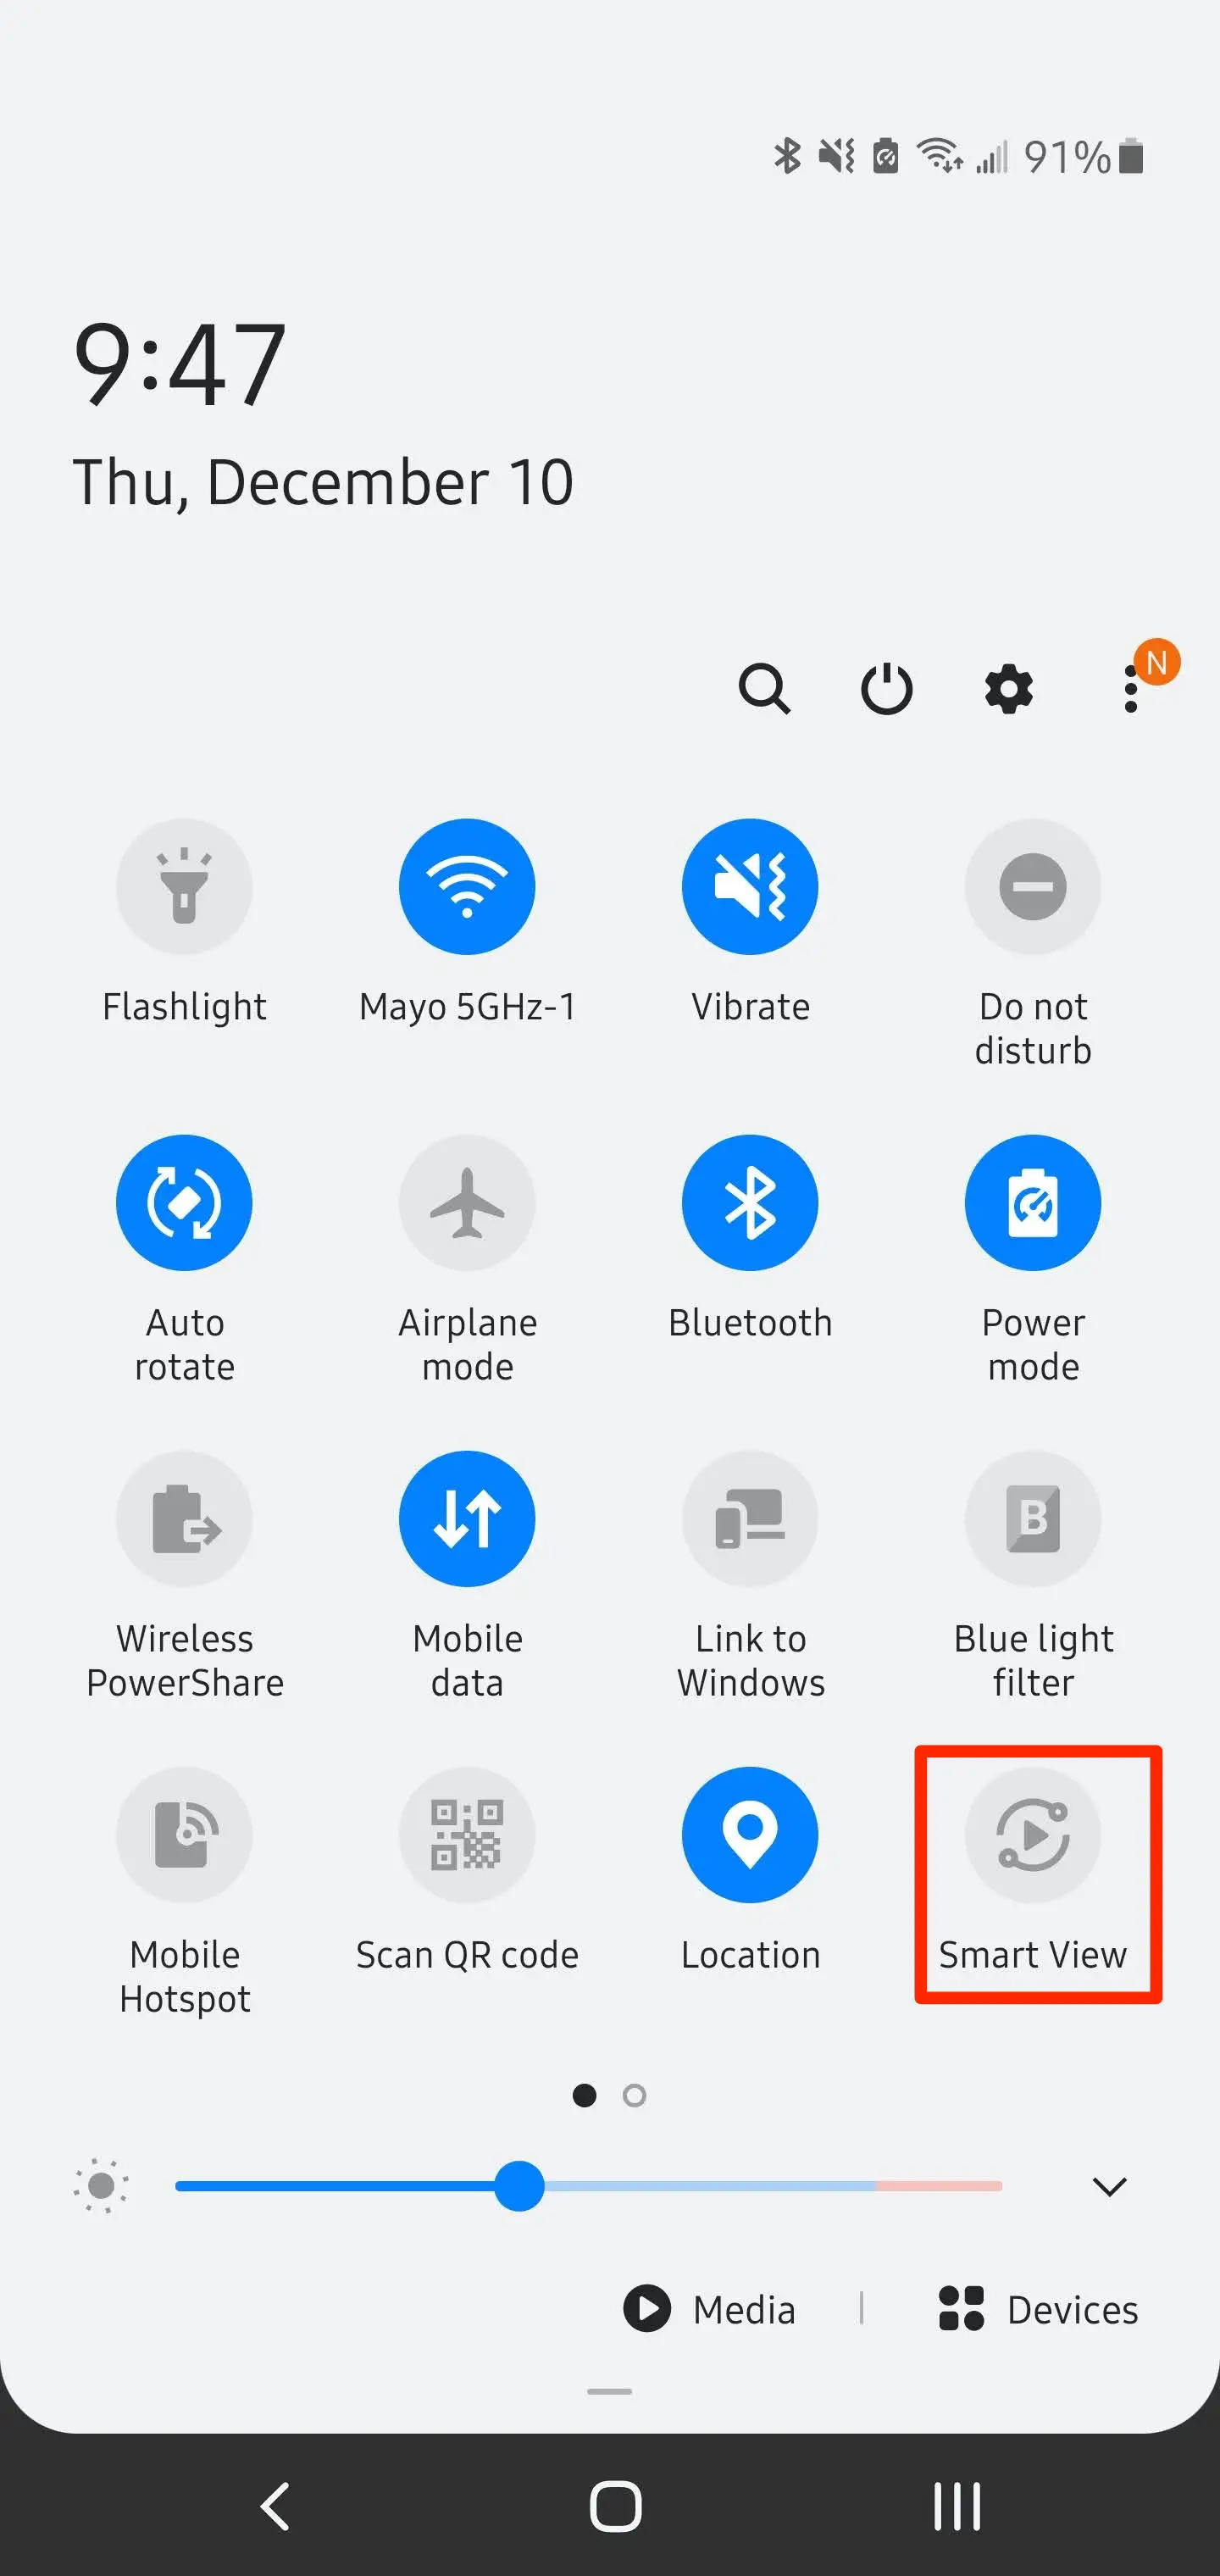 91%
9:47
Thu, December 10
N
Flashlight
Mayo 5GHz-1
Vibrate
Do not
disturb
Auto
rotate
Airplane
mode
Bluetooth
Power
mode
Wireless
PowerShare
Mobile
data
Link to
Windows
B
Blue light
filter
Mobile
Hotspot
Scan QR code
Location
Smart View
Media
Devices